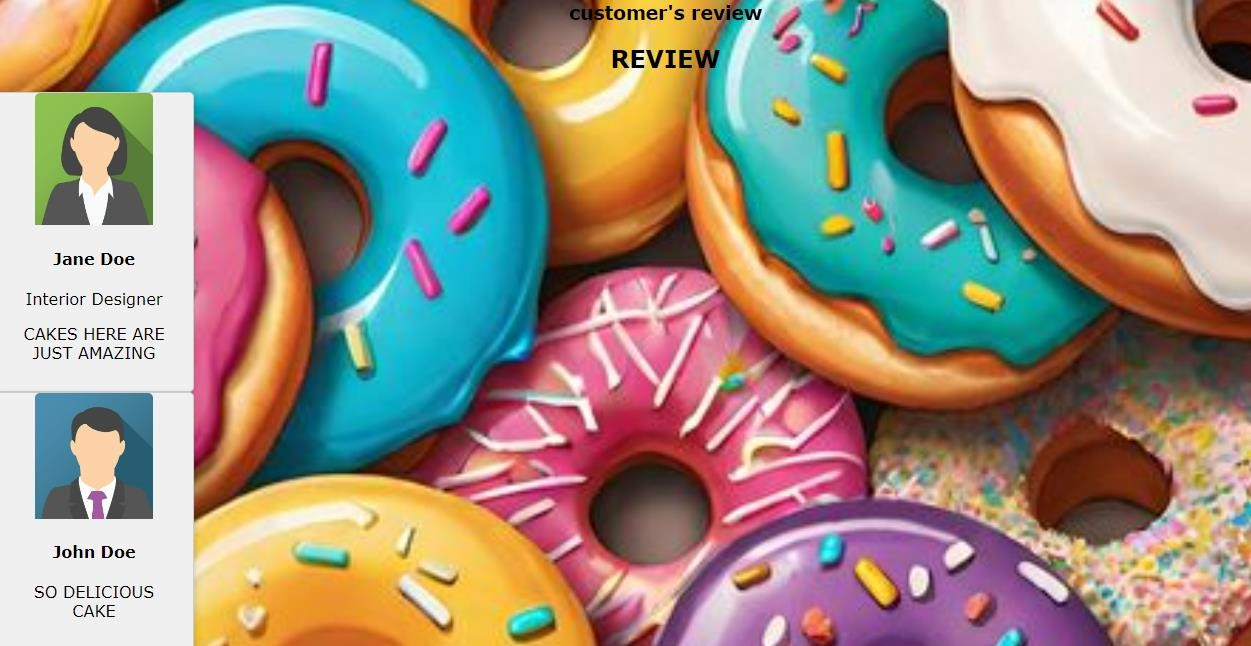 customer's review
REVIEW
Jane Doe
Interior Designer
CAKES HERE ARE
JUST AMAZING
John Doe
SO DELICIOUS
CAKE